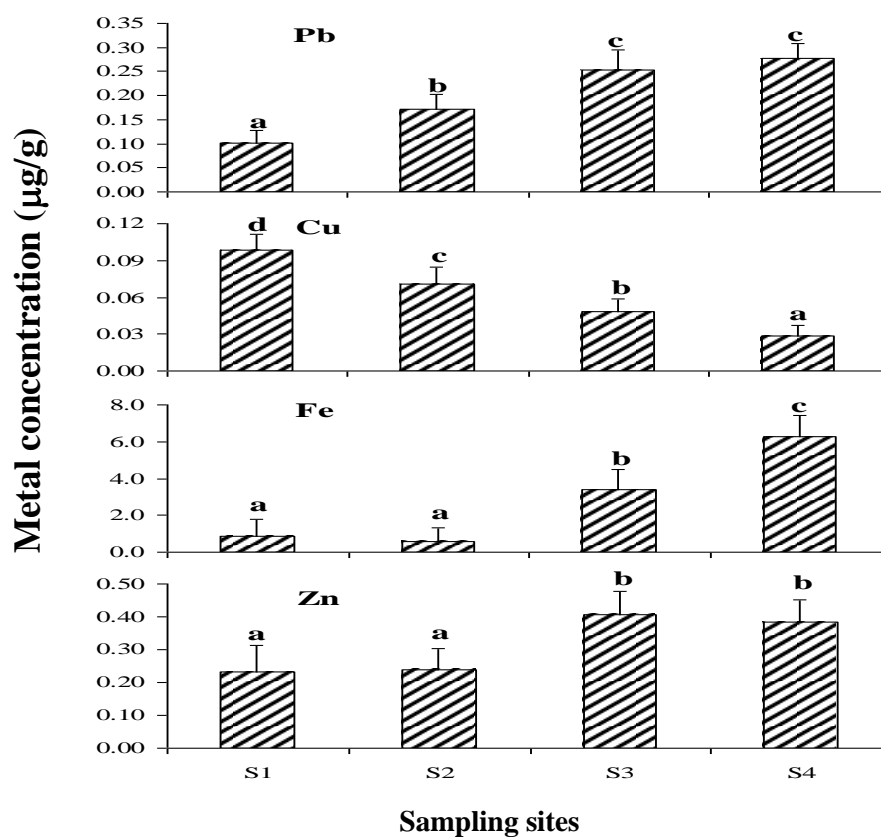 Metal concentration (µg/g)
0.35
0.30
0.25
0.20
0.15
0.10
0.05
0.00
Pb
a
b
c
c
0.12
0.09
0.06
0.03
0.00
Cu
d
c
b
a
8.0
6.0
4.0
2.0
0.0
Fe
a
a
b
c
0.50
0.40
0.30
0.20
0.10
0.00
Zn
a
a
b
b
S1 S2 S3 S4
Sampling sites